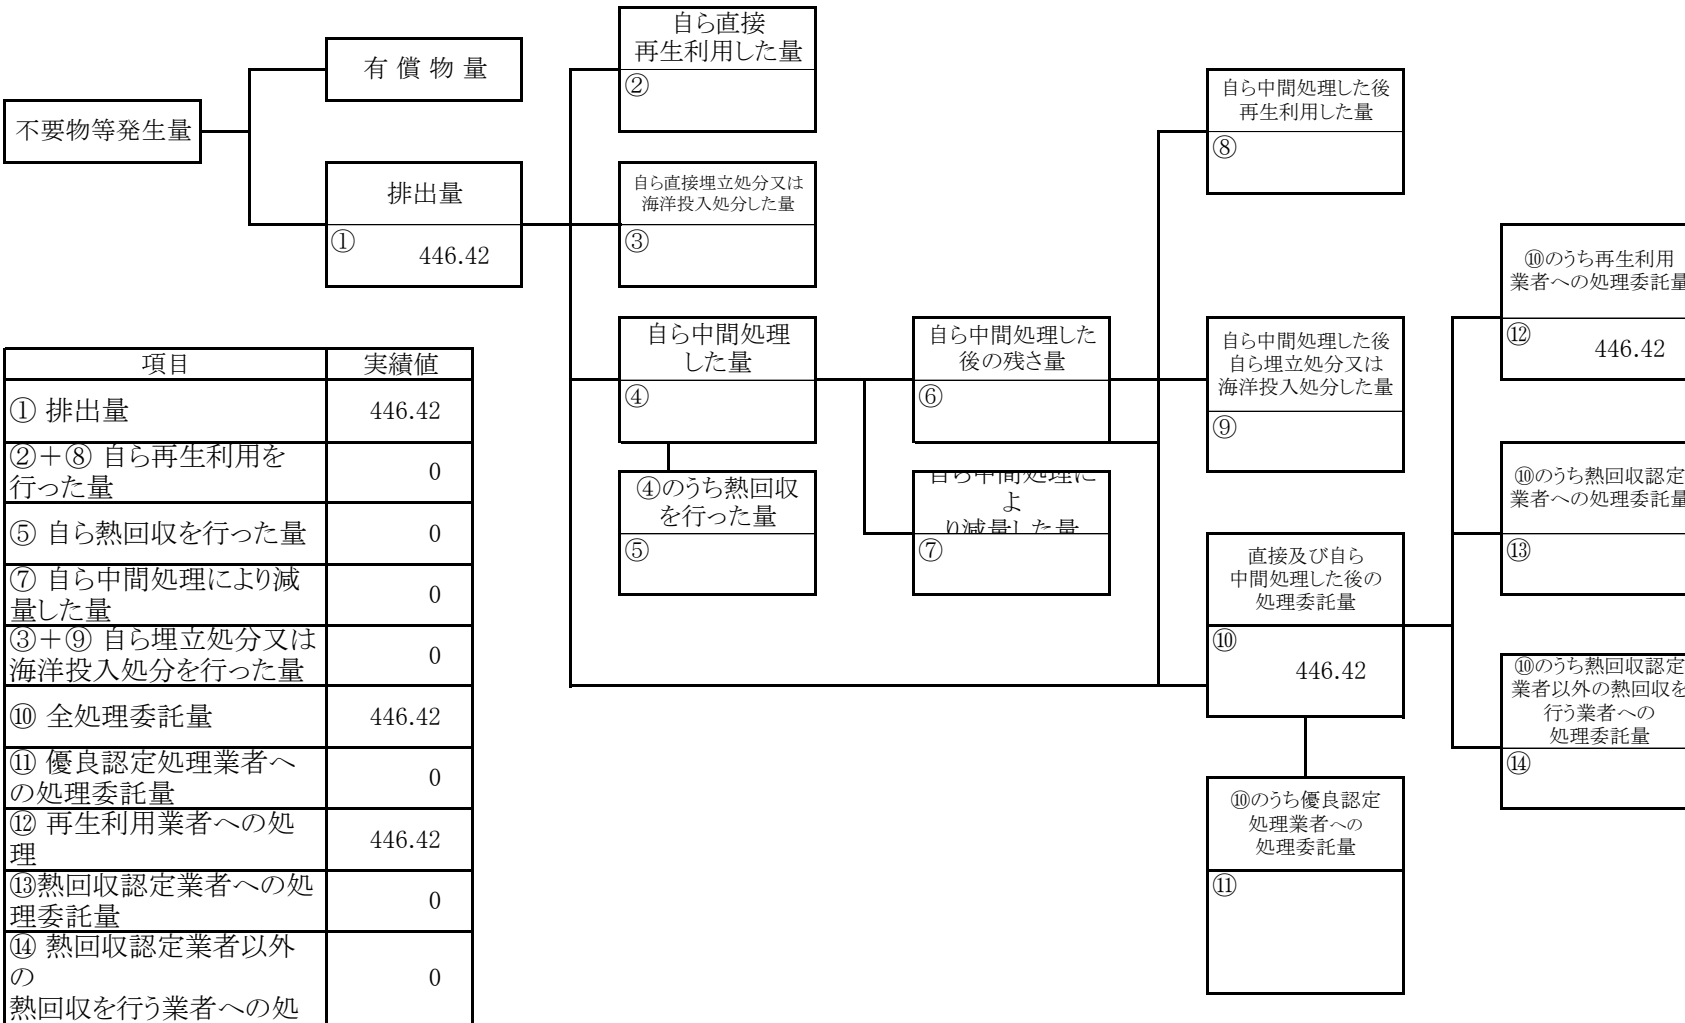 不要物等発生量
有 償 物 量
排出量
①
446.42
自ら直接
再生利用した量
②
自ら直接埋立処分又は
海洋投入処分した量
③
自ら中間処理
した量
④
④のうち熱回収
を行った量
⑤
自ら中間処理した
後の残さ量
⑥
自ら中間処理に
よ
り減量した量
⑦
自ら中間処理した後
再生利用した量
⑧
自ら中間処理した後
自ら埋立処分又は
海洋投入処分した量
⑨
直接及び自ら
中間処理した後の
処理委託量
⑩
446.42
⑩のうち優良認定
処理業者への
処理委託量
⑪
⑩のうち再生利用
業者への処理委託量
⑫
446.42
⑩のうち熱回収認定
業者への処理委託量
⑬
⑩のうち熱回収認定
業者以外の熱回収を
行う業者への
処理委託量
⑭
項目 実績値
① 排出量 446.42
②＋⑧ 自ら再生利用を
行った量 0
⑤ 自ら熱回収を行った量 0
⑦ 自ら中間処理により減
量した量 0
③＋⑨ 自ら埋立処分又は
海洋投入処分を行った量 0
⑩ 全処理委託量 446.42
⑪ 優良認定処理業者へ
の処理委託量 0
⑫ 再生利用業者への処
理 446.42
⑬熱回収認定業者への処
理委託量 0
⑭ 熱回収認定業者以外
の
熱回収を行う業者への処 0